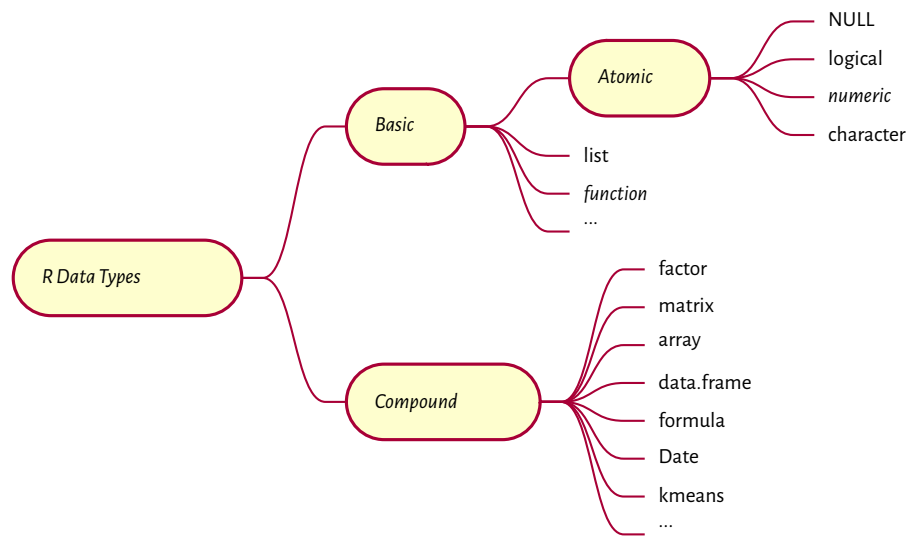 R Data Types
Basic
Atomic
NULL
logical
numeric
character
list
function
...
Compound
factor
matrix
array
data.frame
formula
Date
kmeans
...